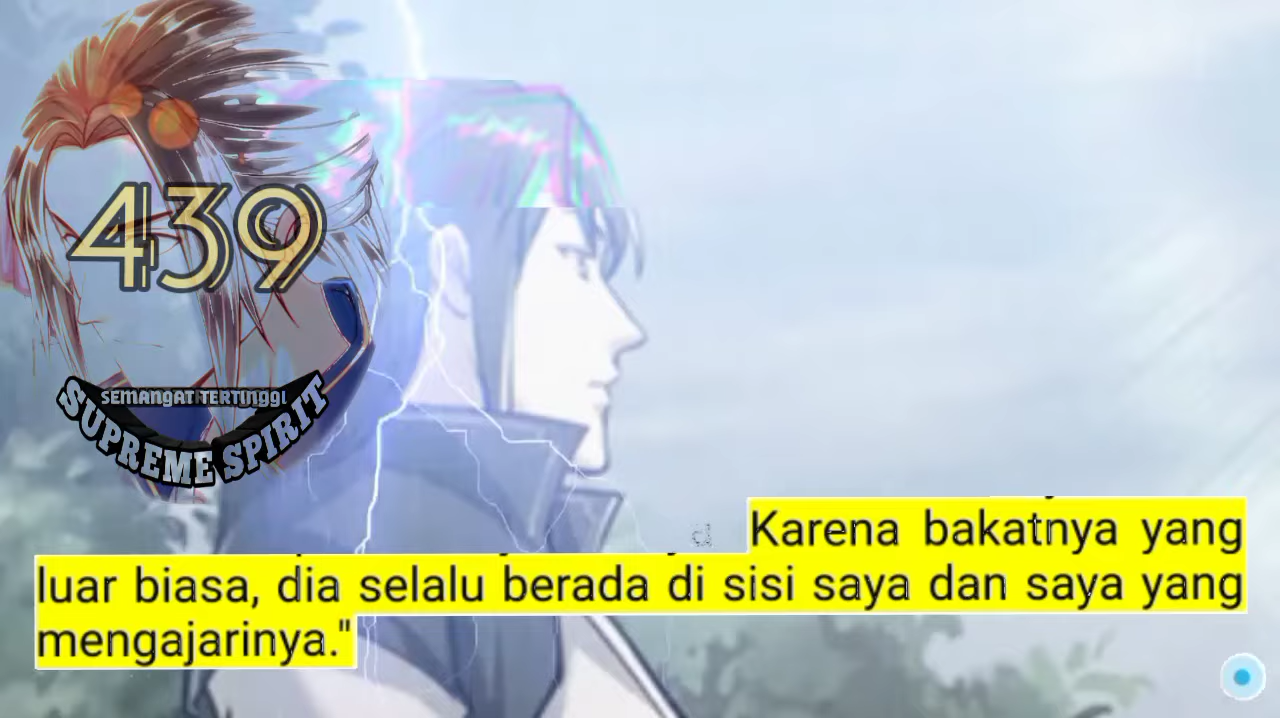 439
SEMANGAT TERTINGGI
SUPREME SPIRIT
Karena bakatnya yang
luar biasa, dia selalu berada di sisi saya dan saya yang
mengajarinya."